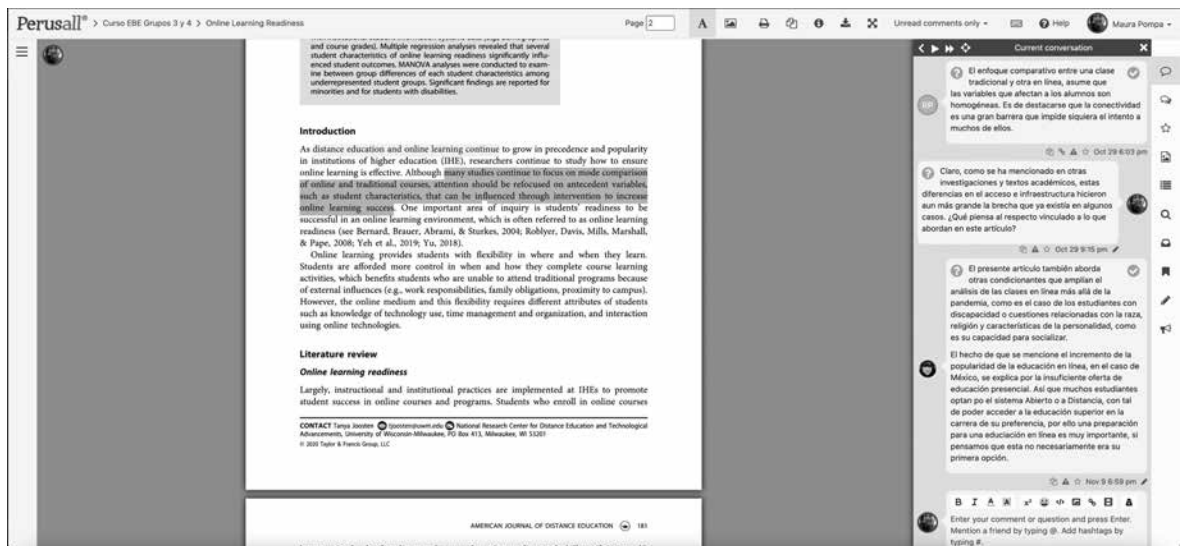 Perusall® > Curso EBE Grupos 3 y 4 > Online Learning Readiness
Page 2
A
Unread comments only
Help
Maura Pompa
and course grades). Multiple regression analyses revealed that several
student characteristics of online learning readiness significantly influ-
enced student outcomes. MANOVA analyses were conducted to exam-
ine between group differences of each student characteristics among
underrepresented student groups. Significant findings are reported for
minorities and for students with disabilities.
Introduction
As distance education and online learning continue to grow in precedence and popularity
in institutions of higher education (IHE), researchers continue to study how to ensure
online learning is effective. Although many studies continue to focus on mode comparison
of online and traditional courses, attention should be refocused on antecedent variables,
such as student characteristics, that can be influenced through intervention to increase
online learning success. One important area of inquiry is students' readiness to be
successful in an online learning environment, which is often referred to as online learning
readiness (see Bernard, Brauer, Abrami, & Sturkes, 2004; Roblyer, Davis, Mills, Marshall,
& Pape, 2008; Yeh et al., 2019; Yu, 2018).
Online learning provides students with flexibility in where and when they learn.
Students are afforded more control in when and how they complete course learning
activities, which benefits students who are unable to attend traditional programs because
of external influences (e.g., work responsibilities, family obligations, proximity to campus).
However, the online medium and this flexibility requires different attributes of students
such as knowledge of technology use, time management and organization, and interaction
using online technologies.
Literature review
Online learning readiness
Largely, instructional and institutional practices are implemented at IHEs to promote
student success in online courses and programs. Students who enroll in online courses
CONTACT Tanya Joosten tjoosten@uwm.edu National Research Center for Distance Education and Technological
Advancements, University of Wisconsin-Milwaukee, PO Box 413, Milwaukee, WI 53201
© 2020 Taylor & Francis Group, LLC
AMERICAN JOURNAL OF DISTANCE EDUCATION 181
Current conversation
El enfoque comparativo entre una clase
tradicional y otra en línea, asume que
las variables que afectan a los alumnos son
homogéneas. Es de destacarse que la conectividad
es una gran barrera que impide siquiera el intento a
muchos de ellos.
Oct 29 6:03 pm
Claro, como se ha mencionado en otras
investigaciones y textos académicos, estas
diferencias en el acceso e infraestructura hicieron
aun más grande la brecha que ya existía en algunos
casos. ¿Qué piensa al respecto vinculado a lo que
abordan en este artículo?
Oct 29 9:15 pm
El presente artículo también aborda
otras condicionantes que amplían el
análisis de las clases en línea más allá de la
pandemia, como es el caso de los estudiantes con
discapacidad o cuestiones relacionadas con la raza,
religión y características de la personalidad, como
es su capacidad para socializar.
El hecho de que se mencione el incremento de la
popularidad de la educación en línea, en el caso de
México, se explica por la insuficiente oferta de
educación presencial. Así que muchos estudiantes
optan po el sistema Abierto o a Distancia, con tal
de poder acceder a la educación superior en la
carrera de su preferencia, por ello una preparación
para una educiación en línea es muy importante, si
pensamos que esta no necesariamente era su
primera opción.
Nov 9 6:59 pm
B I A A x²
Enter your comment or question and press Enter.
Mention a friend by typing @. Add hashtags by
typing #.